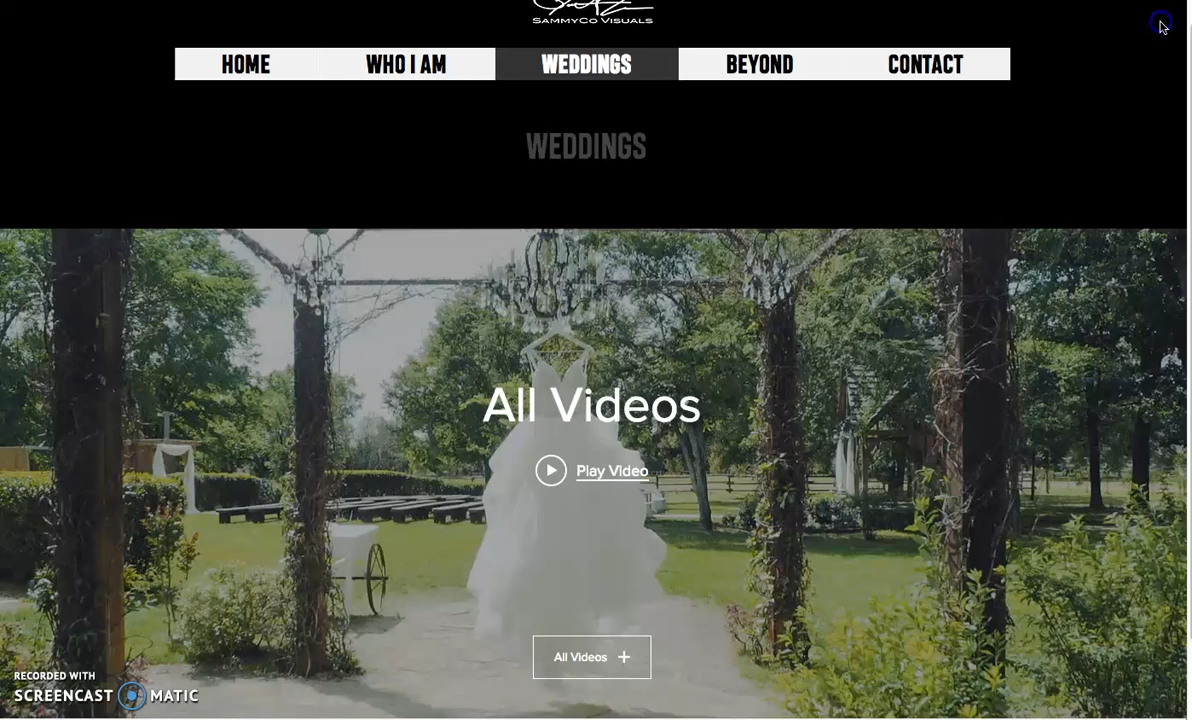 SAMMYCO VISUALS
HOME WHO I AM WEDDINGS BEYOND CONTACT
WEDDINGS
All Videos
Play Video
All Videos +
RECORDED WITH
SCREENCAST MATIC